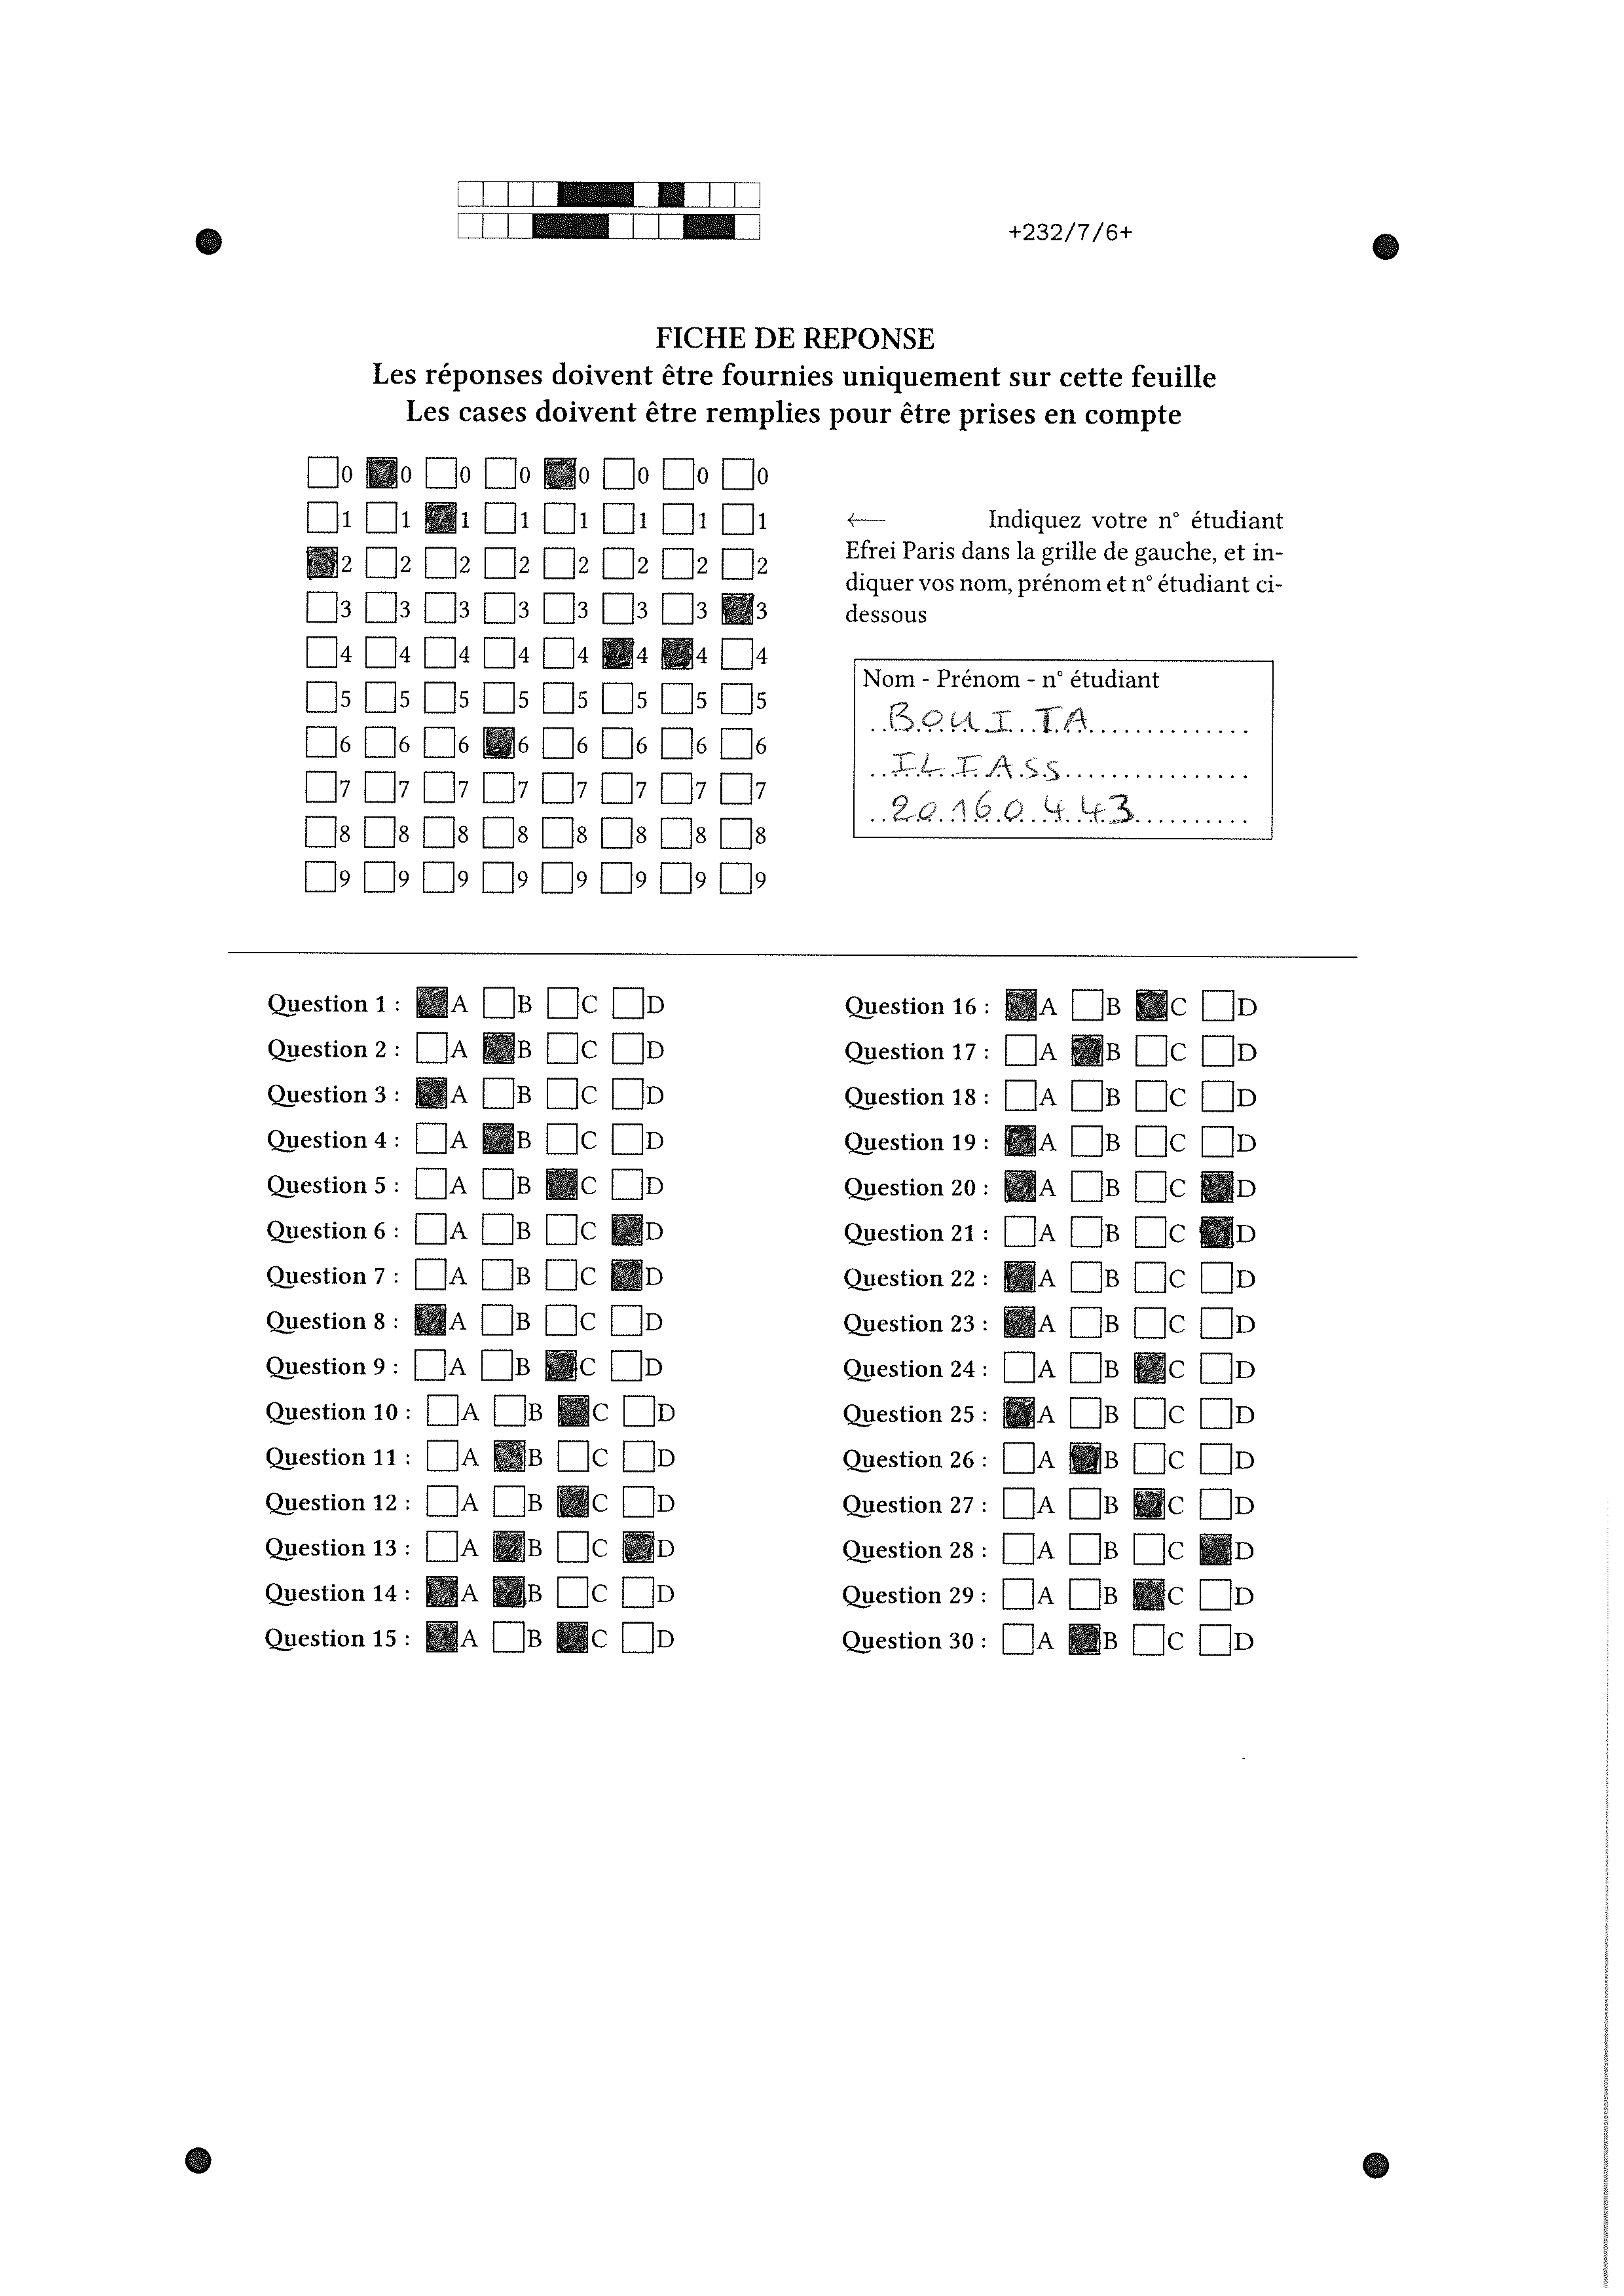 +232/7/6+
FICHE DE REPONSE
Les réponses doivent être fournies uniquement sur cette feuille
Les cases doivent être remplies pour être prises en compte
0 0 0 0 0 0 0 0
1 1 1 1 1 1 1 1
2 2 2 2 2 2 2 2
3 3 3 3 3 3 3 3
4 4 4 4 4 4 4 4
5 5 5 5 5 5 5 5
6 6 6 6 6 6 6 6
7 7 7 7 7 7 7 7
8 8 8 8 8 8 8 8
9 9 9 9 9 9 9 9
← Indiquez votre n° étudiant
Efrei Paris dans la grille de gauche, et in-
diquer vos nom, prénom et n° étudiant ci-
dessous
Nom - Prénom - n° étudiant
BOUITA
ILIASS
20160443
Question 1 : A B C D
Question 2 : A B C D
Question 3 : A B C D
Question 4 : A B C D
Question 5 : A B C D
Question 6 : A B C D
Question 7 : A B C D
Question 8 : A B C D
Question 9 : A B C D
Question 10 : A B C D
Question 11 : A B C D
Question 12 : A B C D
Question 13 : A B C D
Question 14 : A B C D
Question 15 : A B C D
Question 16 : A B C D
Question 17 : A B C D
Question 18 : A B C D
Question 19 : A B C D
Question 20 : A B C D
Question 21 : A B C D
Question 22 : A B C D
Question 23 : A B C D
Question 24 : A B C D
Question 25 : A B C D
Question 26 : A B C D
Question 27 : A B C D
Question 28 : A B C D
Question 29 : A B C D
Question 30 : A B C D